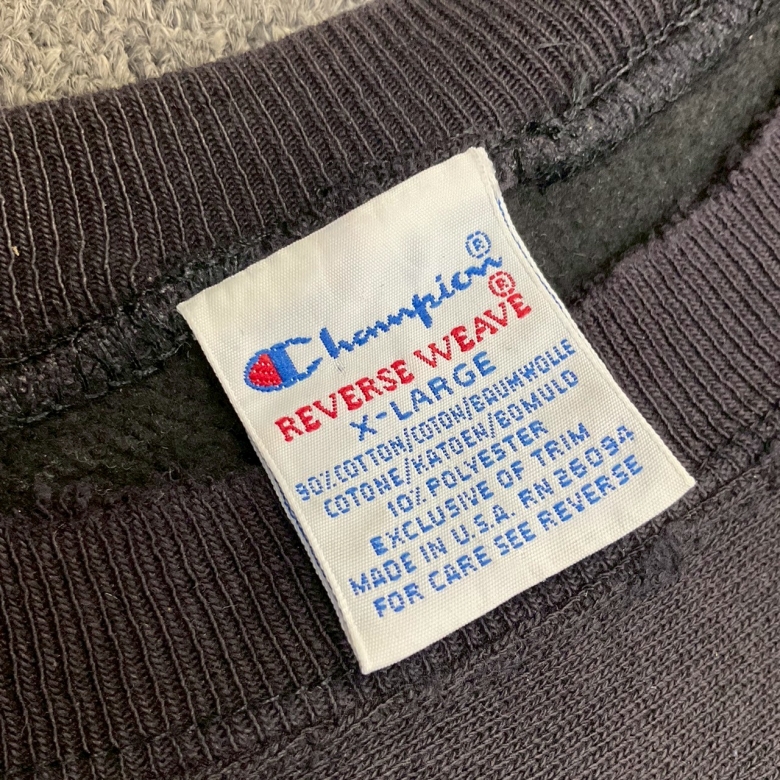 Champion®
REVERSE WEAVE®
X-LARGE
90% COTTON/COTON/BAUMWOLLE
COTONE/KATOEN/BOMULD
10% POLYESTER
EXCLUSIVE OF TRIM
MADE IN U.S.A. RN 26094
FOR CARE SEE REVERSE